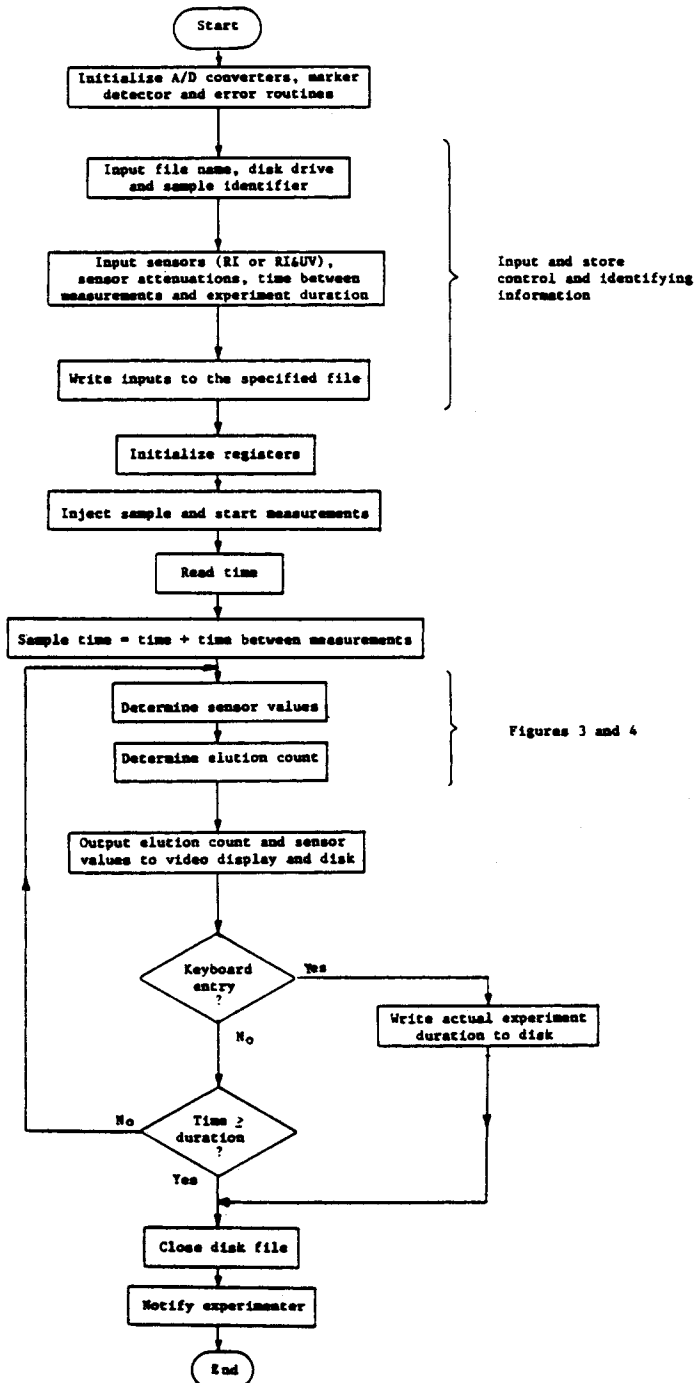 Start
Initialize A/D converters, marker
detector and error routines
Input file name, disk drive
and sample identifier
Input sensors (RI or RI&UV),
sensor attenuations, time between
measurements and experiment duration
Input and store
control and identifying
information
Write inputs to the specified file
Initialize registers
Inject sample and start measurements
Read time
Sample time = time + time between measurements
Determine sensor values
Determine elution count
Figures 3 and 4
Output elution count and sensor
values to video display and disk
Keyboard
entry
?
Yes
Write actual experiment
duration to disk
No
Time ≥
duration
?
No
Yes
Close disk file
Notify experimenter
End